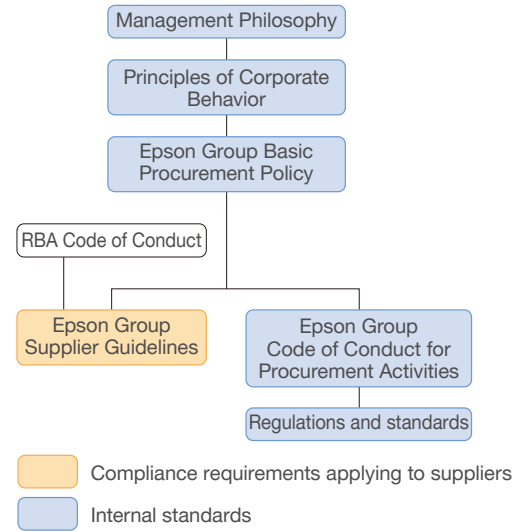 Management Philosophy
Principles of Corporate
Behavior
Epson Group Basic
Procurement Policy
RBA Code of Conduct
Epson Group
Supplier Guidelines
Epson Group
Code of Conduct for
Procurement Activities
Regulations and standards
Compliance requirements applying to suppliers
Internal standards